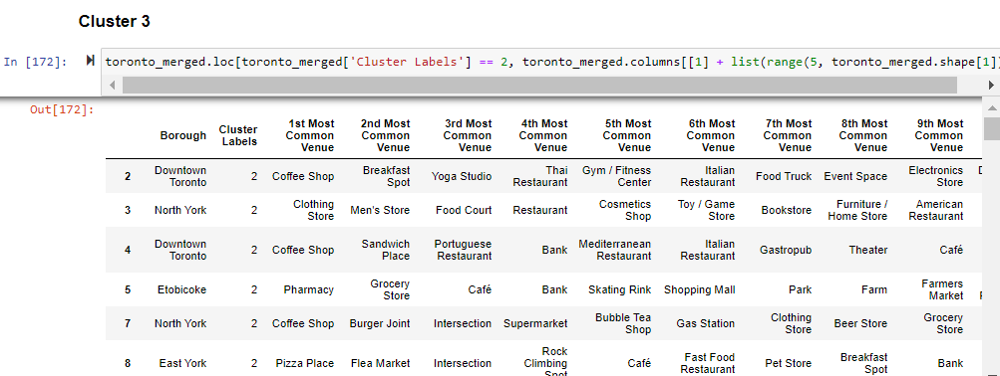 Cluster 3
In [172]: toronto_merged.loc[toronto_merged['Cluster Labels'] == 2, toronto_merged.columns[[1] + list(range(5, toronto_merged.shape[1]
Out[172]:
Borough Cluster Labels 1st Most Common Venue 2nd Most Common Venue 3rd Most Common Venue 4th Most Common Venue 5th Most Common Venue 6th Most Common Venue 7th Most Common Venue 8th Most Common Venue 9th Most Common Venue
2 Downtown Toronto 2 Coffee Shop Breakfast Spot Yoga Studio Thai Restaurant Gym / Fitness Center Italian Restaurant Food Truck Event Space Electronics Store
3 North York 2 Clothing Store Men's Store Food Court Restaurant Cosmetics Shop Toy / Game Store Bookstore Furniture / Home Store American Restaurant
4 Downtown Toronto 2 Coffee Shop Sandwich Place Portuguese Restaurant Bank Mediterranean Restaurant Italian Restaurant Gastropub Theater Café
5 Etobicoke 2 Pharmacy Grocery Store Café Bank Skating Rink Shopping Mall Park Farm Farmers Market
7 North York 2 Coffee Shop Burger Joint Intersection Supermarket Bubble Tea Shop Gas Station Clothing Store Beer Store Grocery Store
8 East York 2 Pizza Place Flea Market Intersection Rock Climbing Spot Café Fast Food Restaurant Pet Store Breakfast Spot Bank